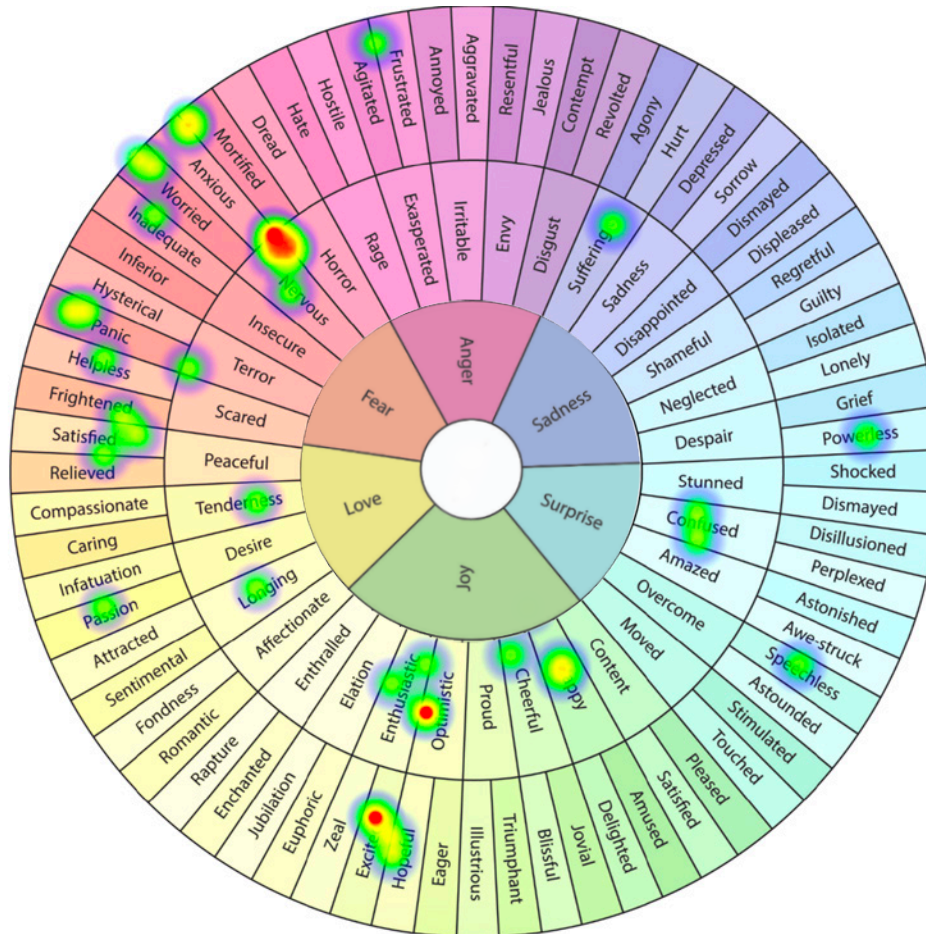 Anger
Sadness
Surprise
Joy
Love
Fear
Rage
Exasperated
Irritable
Envy
Disgust
Suffering
Sadness
Disappointed
Shameful
Neglected
Despair
Stunned
Confused
Amazed
Overcome
Moved
Content
Happy
Cheerful
Proud
Optimistic
Enthusiastic
Elation
Enthralled
Affectionate
Longing
Desire
Tenderness
Peaceful
Scared
Terror
Insecure
Nervous
Horror
Hate
Hostile
Agitated
Frustrated
Annoyed
Aggravated
Resentful
Jealous
Contempt
Revolted
Agony
Hurt
Depressed
Sorrow
Dismayed
Displeased
Regretful
Guilty
Isolated
Lonely
Grief
Powerless
Shocked
Dismayed
Disillusioned
Perplexed
Astonished
Awe-struck
Speechless
Astounded
Stimulated
Touched
Pleased
Satisfied
Amused
Delighted
Jovial
Blissful
Triumphant
Illustrious
Eager
Hopeful
Excited
Zeal
Euphoric
Jubilation
Enchanted
Rapture
Romantic
Fondness
Sentimental
Attracted
Passion
Infatuation
Caring
Compassionate
Relieved
Satisfied
Frightened
Helpless
Panic
Hysterical
Inferior
Inadequate
Worried
Anxious
Mortified
Dread